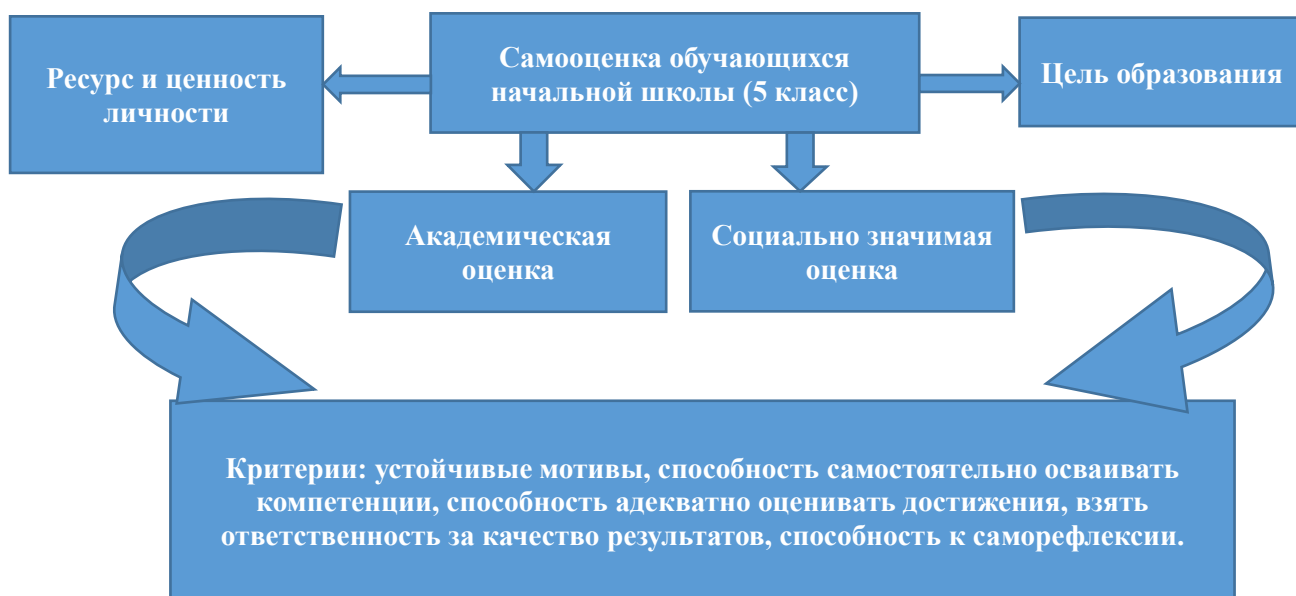 Ресурс и ценность
личности
Самооценка обучающихся
начальной школы (5 класс)
Цель образования
Академическая
оценка
Социально значимая
оценка
Критерии: устойчивые мотивы, способность самостоятельно осваивать
компетенции, способность адекватно оценивать достижения, взять
ответственность за качество результатов, способность к саморефлексии.